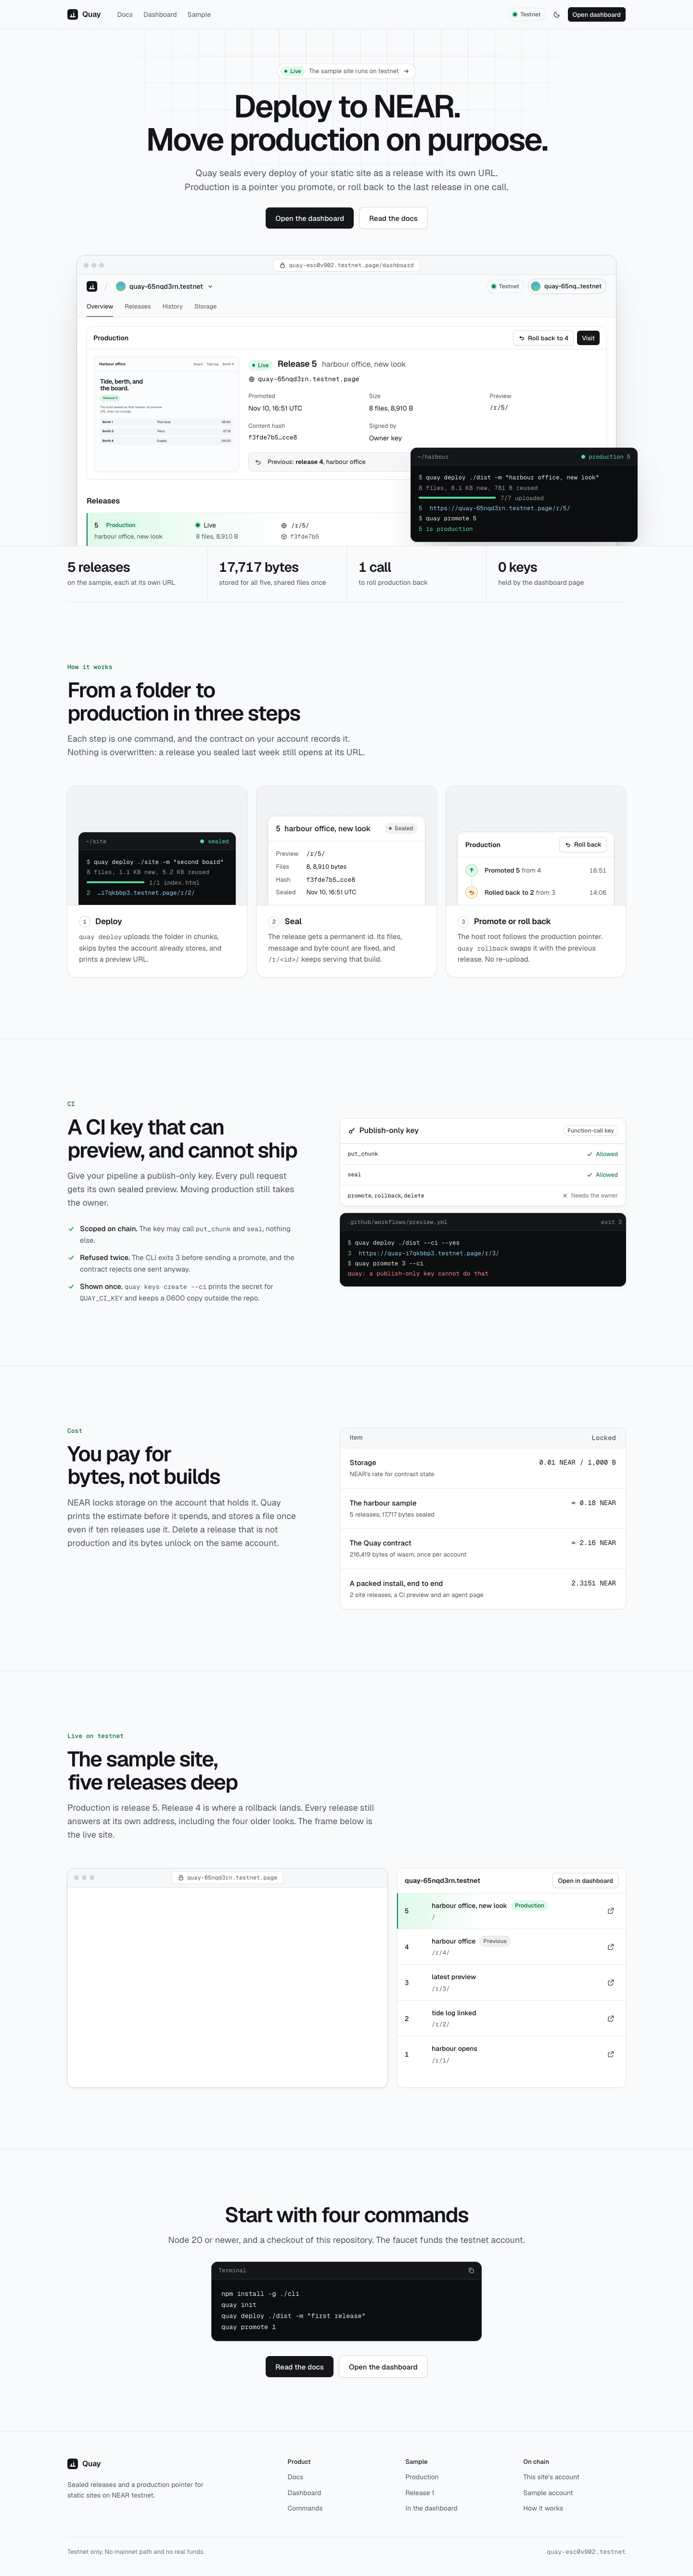 Quay
Docs
Dashboard
Sample
Testnet
Open dashboard
Live The sample site runs on testnet →
Deploy to NEAR.
Move production on purpose.
Quay seals every deploy of your static site as a release with its own URL.
Production is a pointer you promote, or roll back to the last release in one call.
Open the dashboard
Read the docs
quay-esc0v902.testnet.page/dashboard
/ quay-65nqd3rn.testnet
Testnet
quay-65nq…testnet
Overview
Releases
History
Storage
Production
Roll back to 4
Visit
Harbour office
Tide, berth, and
the board.
Live Release 5 harbour office, new look
quay-65nqd3rn.testnet.page
Promoted
Nov 10, 16:51 UTC
Size
8 files, 8,910 B
Preview
/r/5/
Content hash
f3fde7b5…cce8
Signed by
Owner key
Previous: release 4, harbour office
Releases
5 Production
harbour office, new look
Live
8 files, 8,910 B
/r/5/
f3fde7b5
~/harbour
production 5
$ quay deploy ./dist -m "harbour office, new look"
8 files, 8.1 KB new, 781 B reused
7/7 uploaded
5 https://quay-65nqd3rn.testnet.page/r/5/
$ quay promote 5
5 is production
5 releases
on the sample, each at its own URL
17,717 bytes
stored for all five, shared files once
1 call
to roll production back
0 keys
held by the dashboard page
How it works
From a folder to
production in three steps
Each step is one command, and the contract on your account records it.
Nothing is overwritten: a release you sealed last week still opens at its URL.
~/site
sealed
$ quay deploy ./site -m "second board"
8 files, 1.1 KB new, 5.2 KB reused
1/1 index.html
2 …i7qkbbp3.testnet.page/r/2/
1 Deploy
quay deploy uploads the folder in chunks,
skips bytes the account already stores, and
prints a preview URL.
5 harbour office, new look
Sealed
Preview /r/5/
Files 8, 8,910 bytes
Hash f3fde7b5…cce8
Sealed Nov 10, 16:51 UTC
2 Seal
The release gets a permanent id. Its files,
message and byte count are fixed, and
/r/<id>/ keeps serving that build.
Production
Roll back
Promoted 5 from 4 16:51
Rolled back to 2 from 3 14:06
3 Promote or roll back
The host root follows the production pointer.
quay rollback swaps it with the previous
release. No re-upload.
CI
A CI key that can
preview, and cannot ship
Give your pipeline a publish-only key. Every pull request
gets its own sealed preview. Moving production still takes
the owner.
Scoped on chain. The key may call put_chunk and seal, nothing
else.
Refused twice. The CLI exits 3 before sending a promote, and the
contract rejects one sent anyway.
Shown once. quay keys create --ci prints the secret for
QUAY_CI_KEY and keeps a 0600 copy outside the repo.
Publish-only key
Function-call key
put_chunk
Allowed
seal
Allowed
promote, rollback, delete
Needs the owner
.github/workflows/preview.yml
exit 3
$ quay deploy ./dist --ci --yes
3 https://quay-i7qkbbp3.testnet.page/r/3/
$ quay promote 3 --ci
quay: a publish-only key cannot do that
Cost
You pay for
bytes, not builds
NEAR locks storage on the account that holds it. Quay
prints the estimate before it spends, and stores a file once
even if ten releases use it. Delete a release that is not
production and its bytes unlock on the same account.
Item
Locked
Storage
NEAR's rate for contract state
0.01 NEAR / 1,000 B
The harbour sample
5 releases, 17,717 bytes sealed
≈ 0.18 NEAR
The Quay contract
216,419 bytes of wasm, once per account
≈ 2.16 NEAR
A packed install, end to end
2 site releases, a CI preview and an agent page
2.3151 NEAR
Live on testnet
The sample site,
five releases deep
Production is release 5. Release 4 is where a rollback lands. Every release still
answers at its own address, including the four older looks. The frame below is
the live site.
quay-65nqd3rn.testnet.page
quay-65nqd3rn.testnet
Open in dashboard
5
harbour office, new look Production
/
4
harbour office Previous
/r/4/
3
latest preview
/r/3/
2
tide log linked
/r/2/
1
harbour opens
/r/1/
Start with four commands
Node 20 or newer, and a checkout of this repository. The faucet funds the testnet account.
Terminal
npm install -g ./cli
quay init
quay deploy ./dist -m "first release"
quay promote 1
Read the docs
Open the dashboard
Quay
Sealed releases and a production pointer for
static sites on NEAR testnet.
Product
Docs
Dashboard
Commands
Sample
Production
Release 1
In the dashboard
On chain
This site's account
Sample account
How it works
Testnet only. No mainnet path and no real funds.
quay-esc0v902.testnet